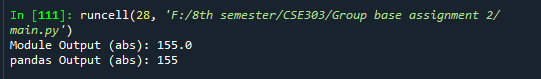 In [111]: runcell(28, 'F:/8th semester/CSE303/Group base assignment 2/
main.py')
Module Output (abs): 155.0
pandas Output (abs): 155